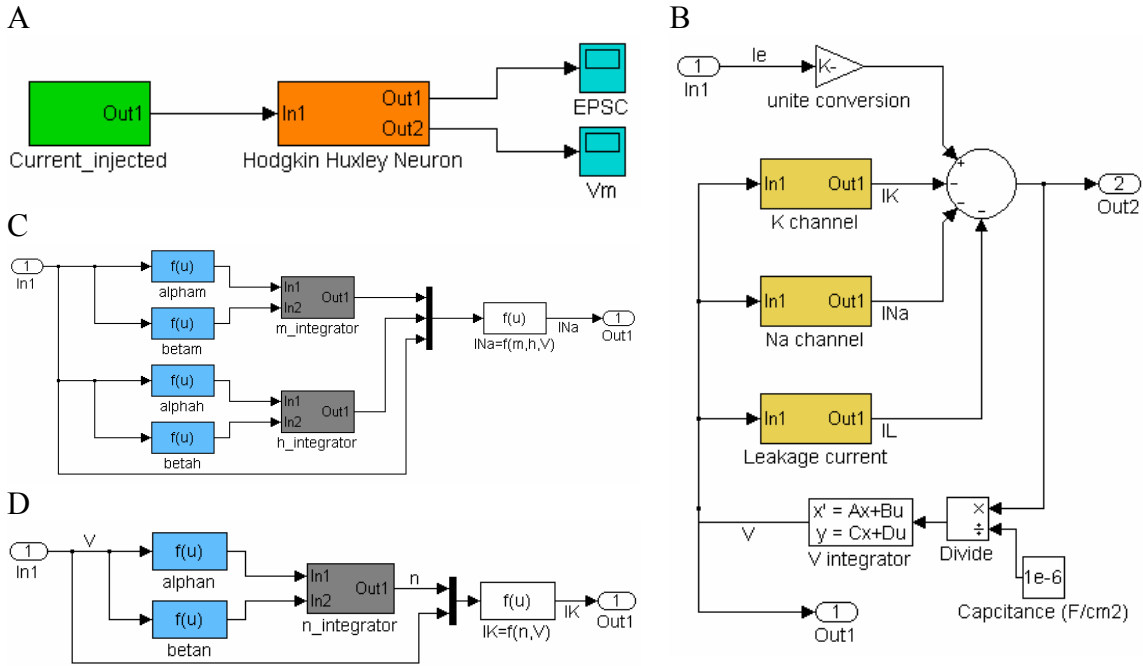 A
Out1
Current_injected
In1
Out1
Out2
Hodgkin Huxley Neuron
EPSC
Vm
B
1
In1
Ie
K-
unite conversion
+
-
-
-
In1
Out1
IK
K channel
In1
Out1
INa
Na channel
In1
Out1
IL
Leakage current
2
Out2
V
x' = Ax+Bu
y = Cx+Du
V integrator
×
÷
Divide
1e-6
Capcitance (F/cm2)
1
Out1
C
1
In1
f(u)
alpham
f(u)
betam
f(u)
alphah
f(u)
betah
In1
In2
Out1
m_integrator
In1
In2
Out1
h_integrator
f(u)
INa=f(m,h,V)
INa
1
Out1
D
1
In1
V
f(u)
alphan
f(u)
betan
In1
In2
Out1
n_integrator
n
f(u)
IK=f(n,V)
IK
1
Out1